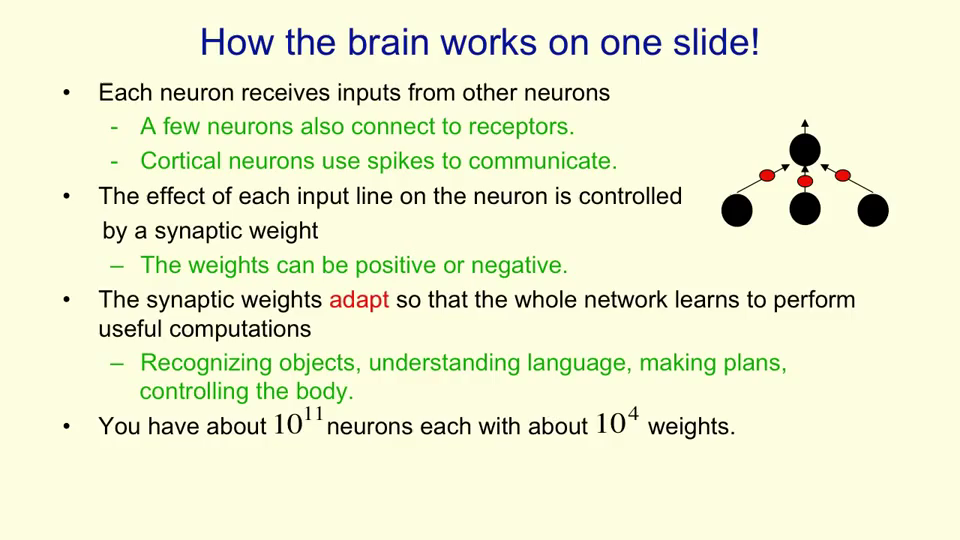 How the brain works on one slide!
• Each neuron receives inputs from other neurons
- A few neurons also connect to receptors.
- Cortical neurons use spikes to communicate.
• The effect of each input line on the neuron is controlled
by a synaptic weight
– The weights can be positive or negative.
• The synaptic weights adapt so that the whole network learns to perform
useful computations
– Recognizing objects, understanding language, making plans,
controlling the body.
• You have about 10¹¹ neurons each with about 10⁴ weights.